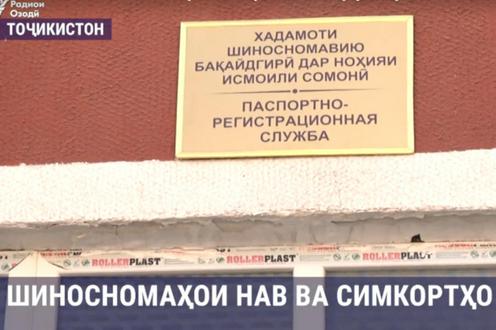 Радиои
Озодӣ
ТОҶИКИСТОН
ХАДАМОТИ
ШИНОСНОМАВИЮ
БАҚАЙДГИРӢ ДАР НОҲИЯИ
ИСМОИЛИ СОМОНӢ
ПАСПОРТНО-
РЕГИСТРАЦИОННАЯ
СЛУЖБА
ROLLERPLAST ROLLERPLAST ROLLERPLAST
ШИНОСНОМАҲОИ НАВ ВА СИМКОРТҲО